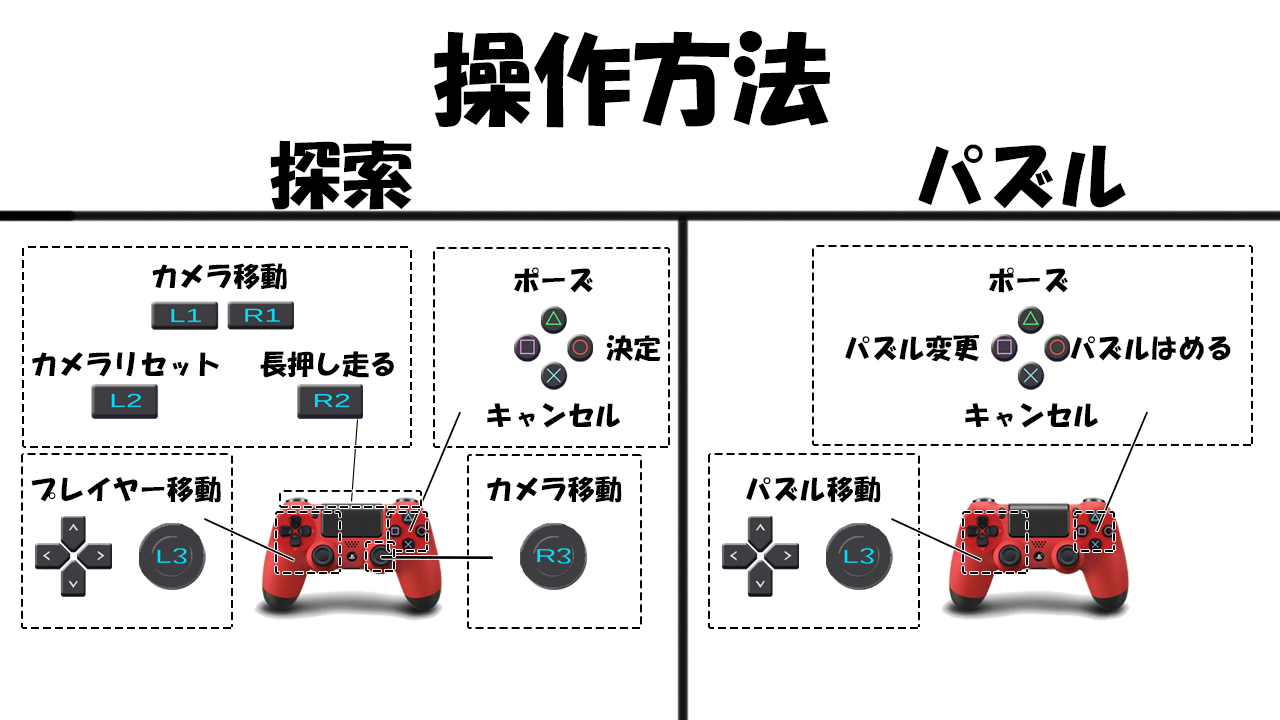 操作方法
探索
パズル
カメラ移動
L1 R1
カメラリセット 長押し走る
L2 R2
ポーズ
決定
キャンセル
プレイヤー移動
L3
カメラ移動
R3
ポーズ
パズル変更 パズルはめる
キャンセル
パズル移動
L3